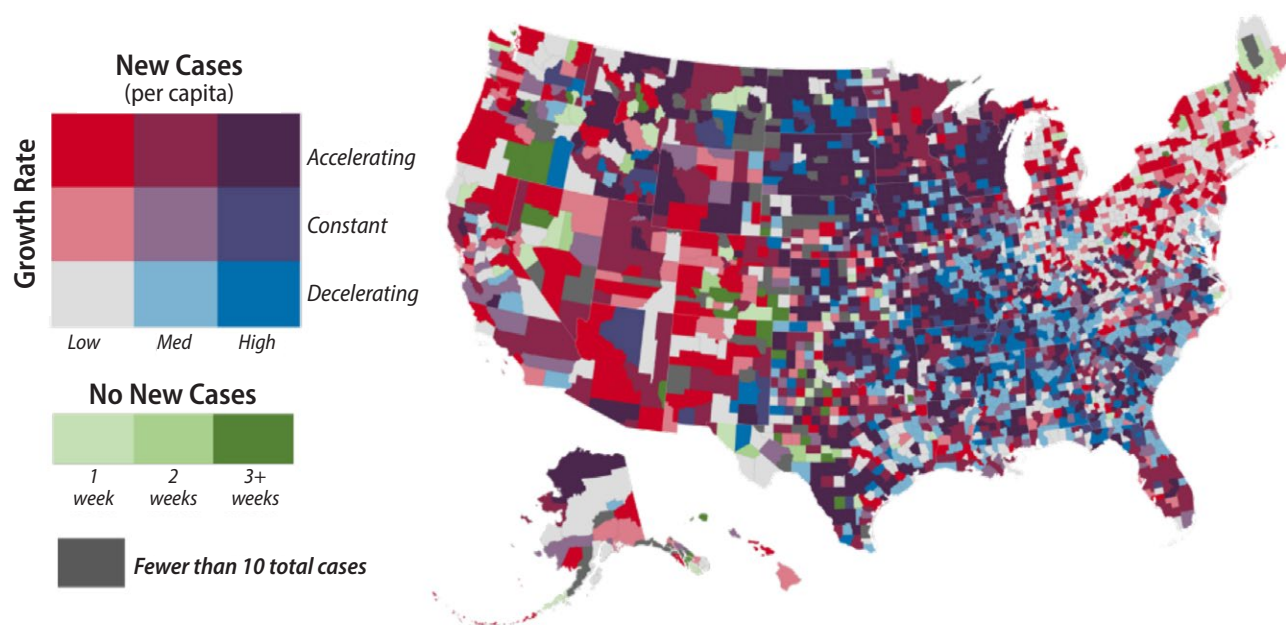 New Cases
(per capita)
Growth Rate
Accelerating
Constant
Decelerating
Low Med High
No New Cases
1 week 2 weeks 3+ weeks
Fewer than 10 total cases